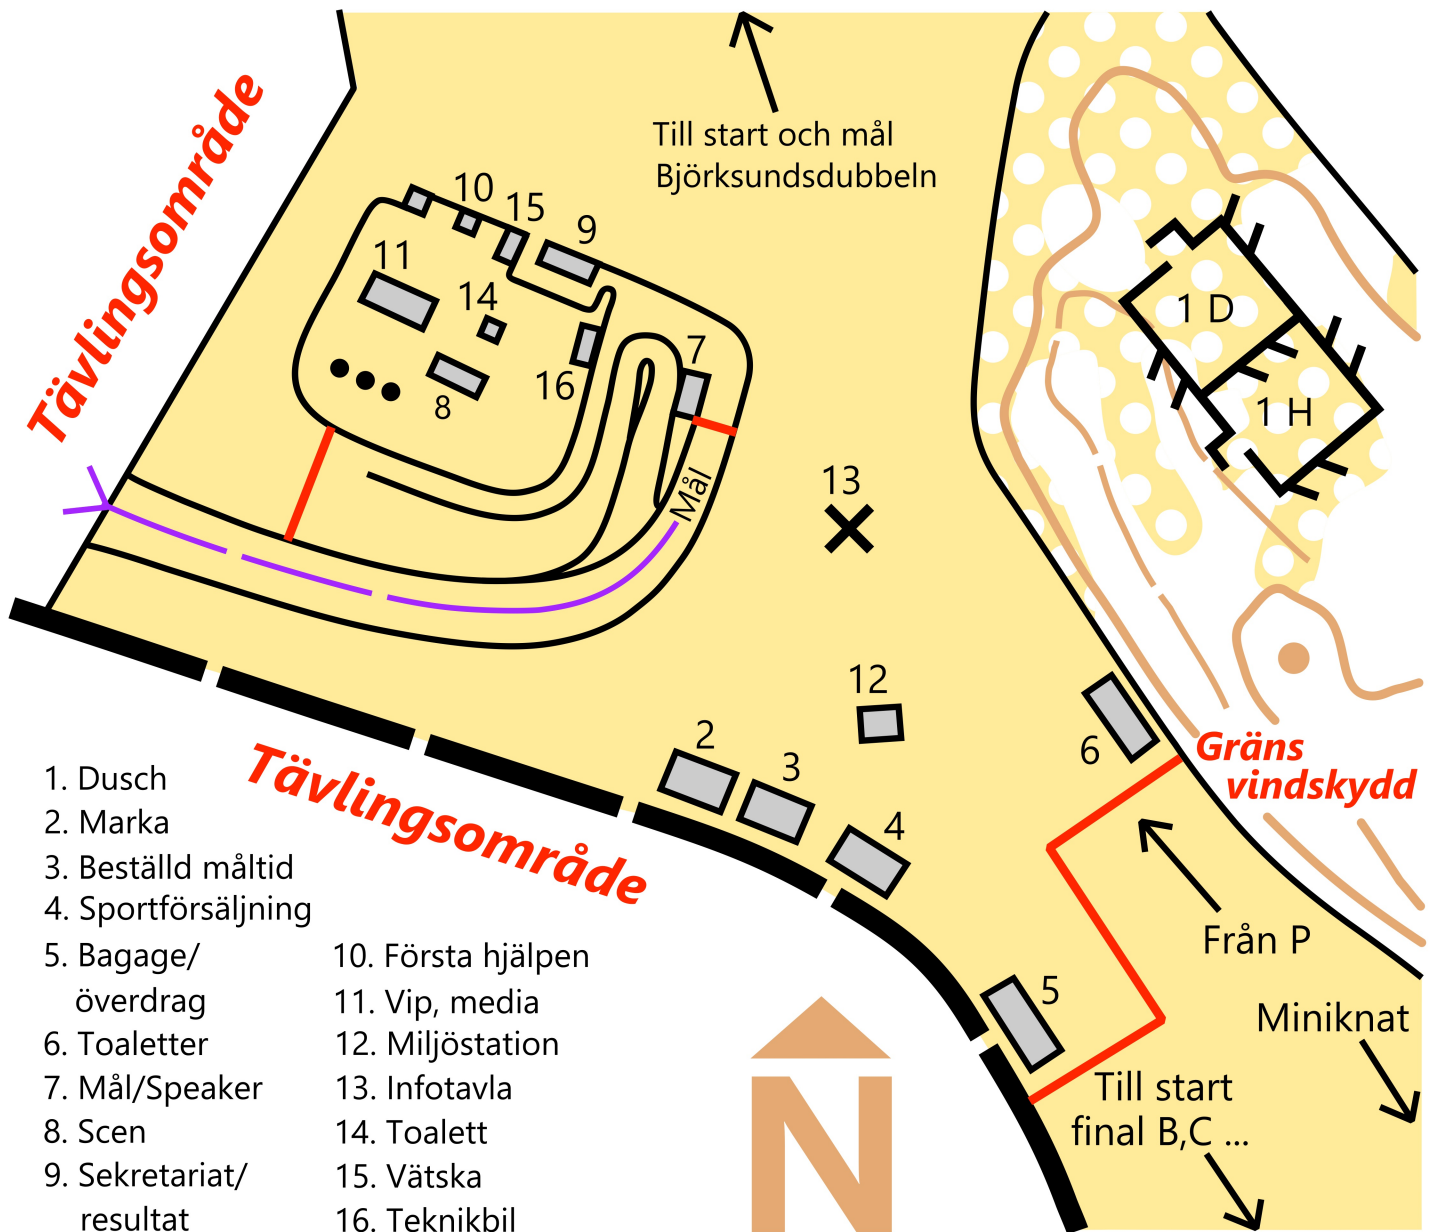 Tävlingsområde
Till start och mål
Björksundsdubbeln
10
15
9
11
14
7
16
8
1 D
1 H
Mål
13
12
2
3
4
6
Gräns
vindskydd
Tävlingsområde
Från P
5
Miniknat
Till start
final B,C ...
1. Dusch
2. Marka
3. Beställd måltid
4. Sportförsäljning
5. Bagage/
överdrag
6. Toaletter
7. Mål/Speaker
8. Scen
9. Sekretariat/
resultat
10. Första hjälpen
11. Vip, media
12. Miljöstation
13. Infotavla
14. Toalett
15. Vätska
16. Teknikbil
N